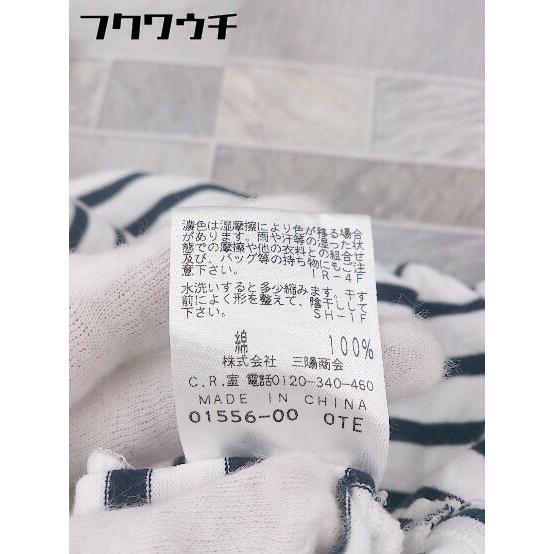 フクワウチ
濃色は湿摩擦により色が移る場合
があります。雨や汗等の湿った状
態での摩擦や他の衣料との組合せ
及び、バッグ等の持ち物にもご注
意下さい。 IR-4F
水洗いすると多少縮みます。干す
前によく形を整えて、陰干しして
下さい。 SH-1F
綿 100%
株式会社 三陽商会
C.R.室 電話0120-340-460
MADE IN CHINA
01556-00 OTE